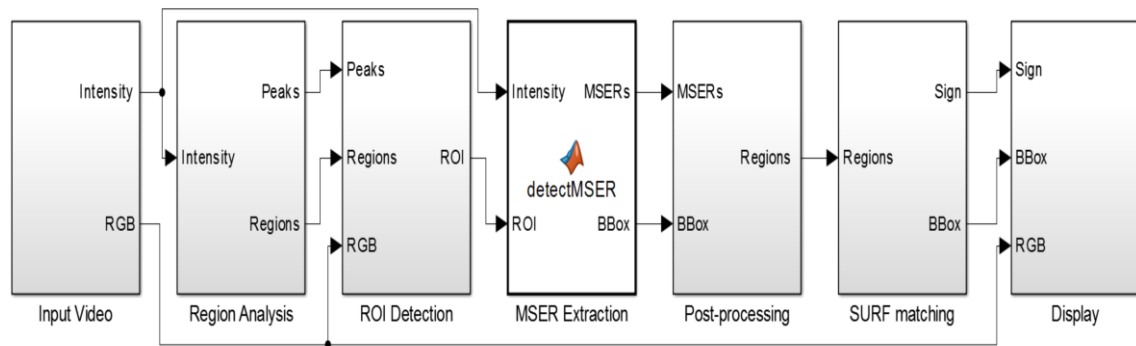 Intensity
RGB
Input Video
Intensity
Peaks
Regions
Region Analysis
Peaks
Regions
RGB
ROI
ROI Detection
Intensity
ROI
MSERs
detectMSER
BBox
MSER Extraction
MSERs
BBox
Regions
Post-processing
Regions
Sign
BBox
SURF matching
Sign
BBox
RGB
Display